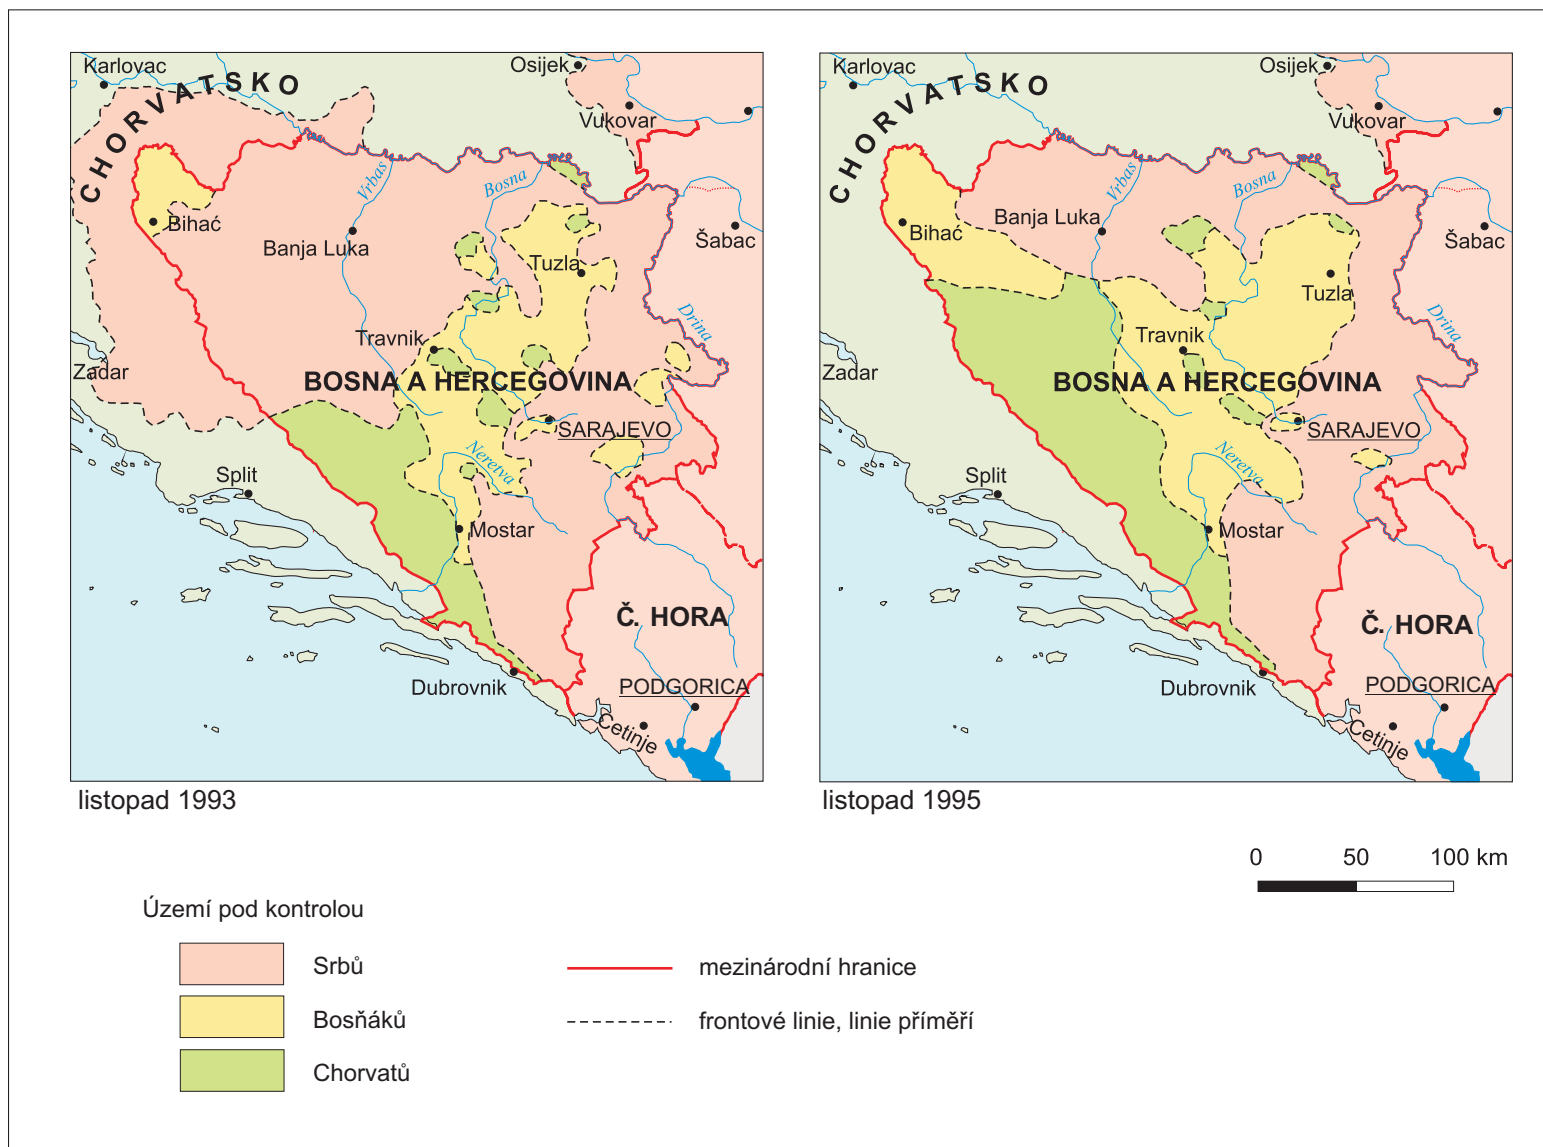 Karlovac
CHORVATSKO
Osijek
Vukovar
Vrbas
Bosna
Bihać
Banja Luka
Šabac
Tuzla
Drina
Travnik
Zadar
BOSNA A HERCEGOVINA
SARAJEVO
Neretva
Split
Mostar
Č. HORA
Dubrovnik
PODGORICA
Cetinje
listopad 1993
Karlovac
CHORVATSKO
Osijek
Vukovar
Vrbas
Bosna
Bihać
Banja Luka
Šabac
Tuzla
Drina
Travnik
Zadar
BOSNA A HERCEGOVINA
SARAJEVO
Neretva
Split
Mostar
Č. HORA
Dubrovnik
PODGORICA
Cetinje
listopad 1995
0 50 100 km
Území pod kontrolou
Srbů
Bosňáků
Chorvatů
mezinárodní hranice
frontové linie, linie příměří